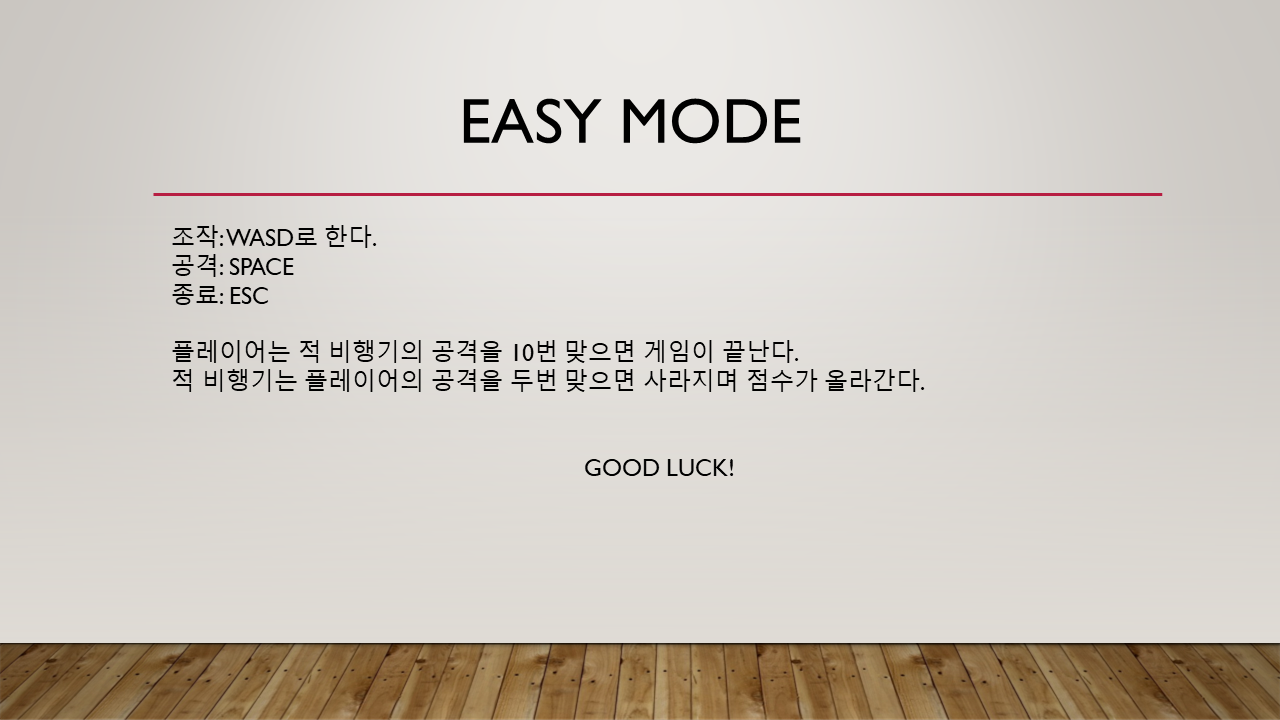 EASY MODE
조작: WASD로 한다.
공격: SPACE
종료: ESC
플레이어는 적 비행기의 공격을 10번 맞으면 게임이 끝난다.
적 비행기는 플레이어의 공격을 두번 맞으면 사라지며 점수가 올라간다.
GOOD LUCK!